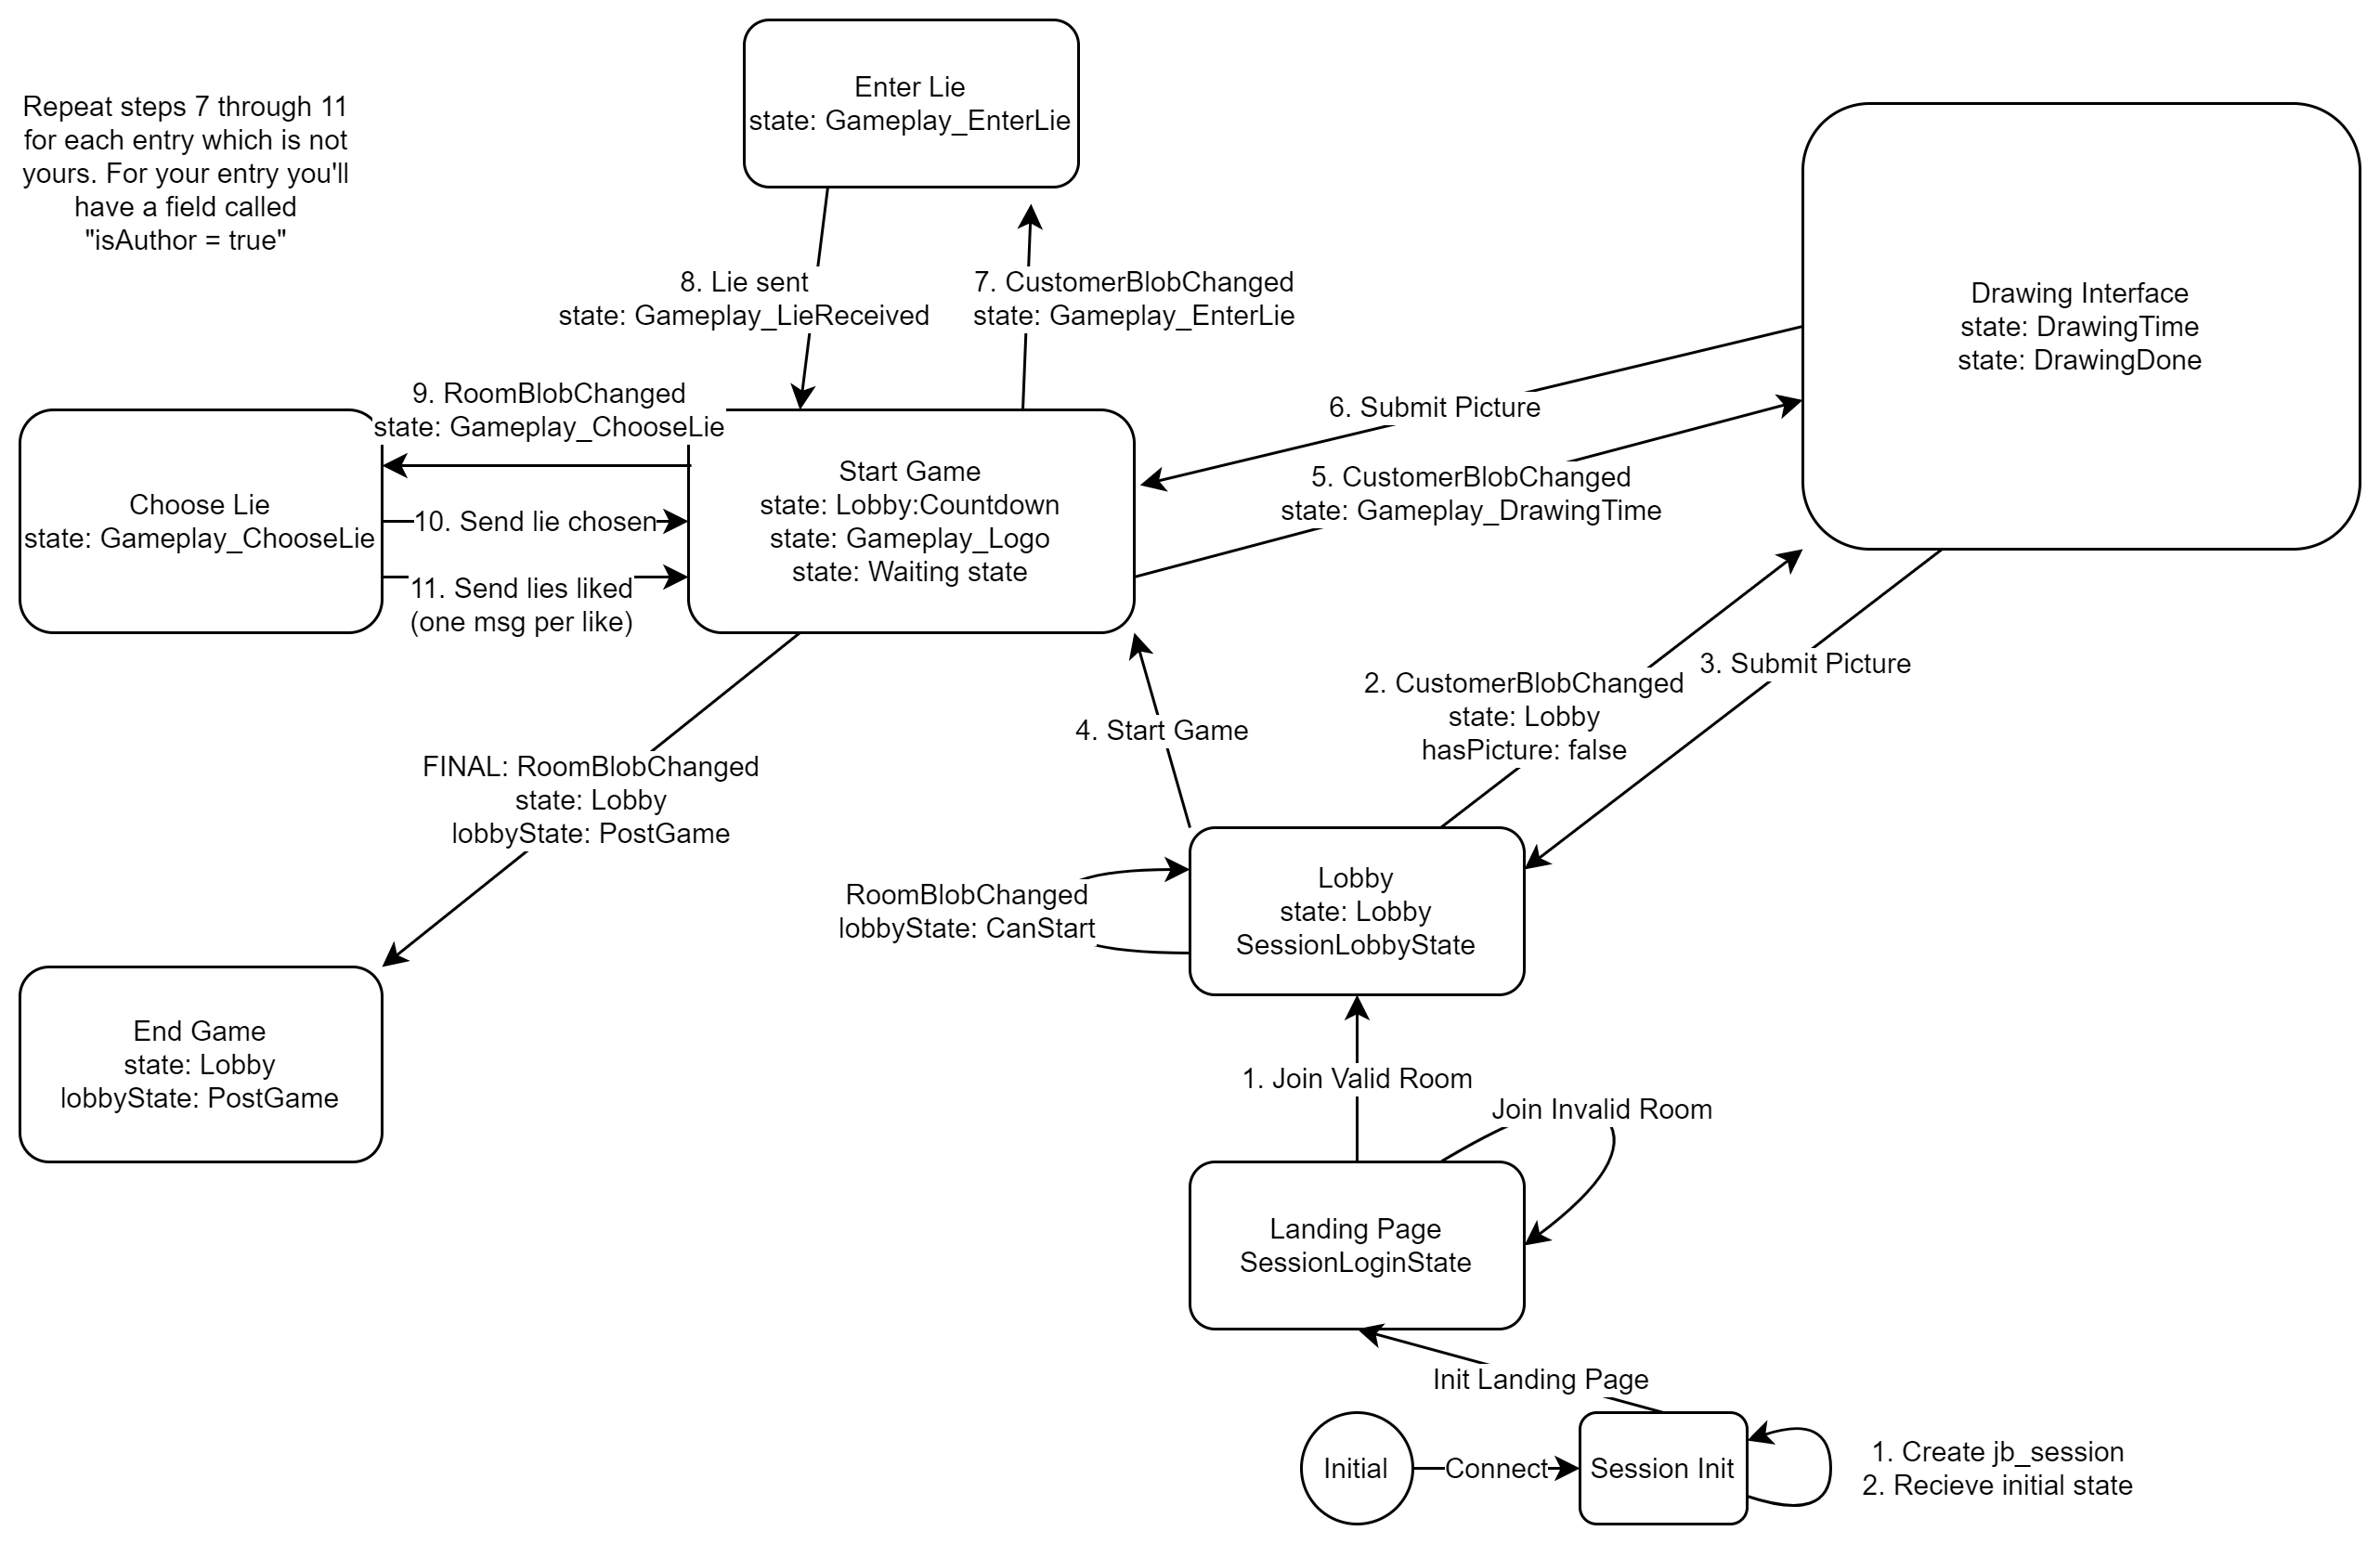 Enter Lie
state: Gameplay_EnterLie
Repeat steps 7 through 11
for each entry which is not
yours. For your entry you'll
have a field called
"isAuthor = true"
8. Lie sent
state: Gameplay_LieReceived
7. CustomerBlobChanged
state: Gameplay_EnterLie
Drawing Interface
state: DrawingTime
state: DrawingDone
9. RoomBlobChanged
state: Gameplay_ChooseLie
6. Submit Picture
5. CustomerBlobChanged
state: Gameplay_DrawingTime
Choose Lie
state: Gameplay_ChooseLie
10. Send lie chosen
11. Send lies liked
(one msg per like)
Start Game
state: Lobby:Countdown
state: Gameplay_Logo
state: Waiting state
4. Start Game
2. CustomerBlobChanged
state: Lobby
hasPicture: false
3. Submit Picture
FINAL: RoomBlobChanged
state: Lobby
lobbyState: PostGame
RoomBlobChanged
lobbyState: CanStart
Lobby
state: Lobby
SessionLobbyState
End Game
state: Lobby
lobbyState: PostGame
1. Join Valid Room
Join Invalid Room
Landing Page
SessionLoginState
Init Landing Page
Initial
Connect
Session Init
1. Create jb_session
2. Recieve initial state